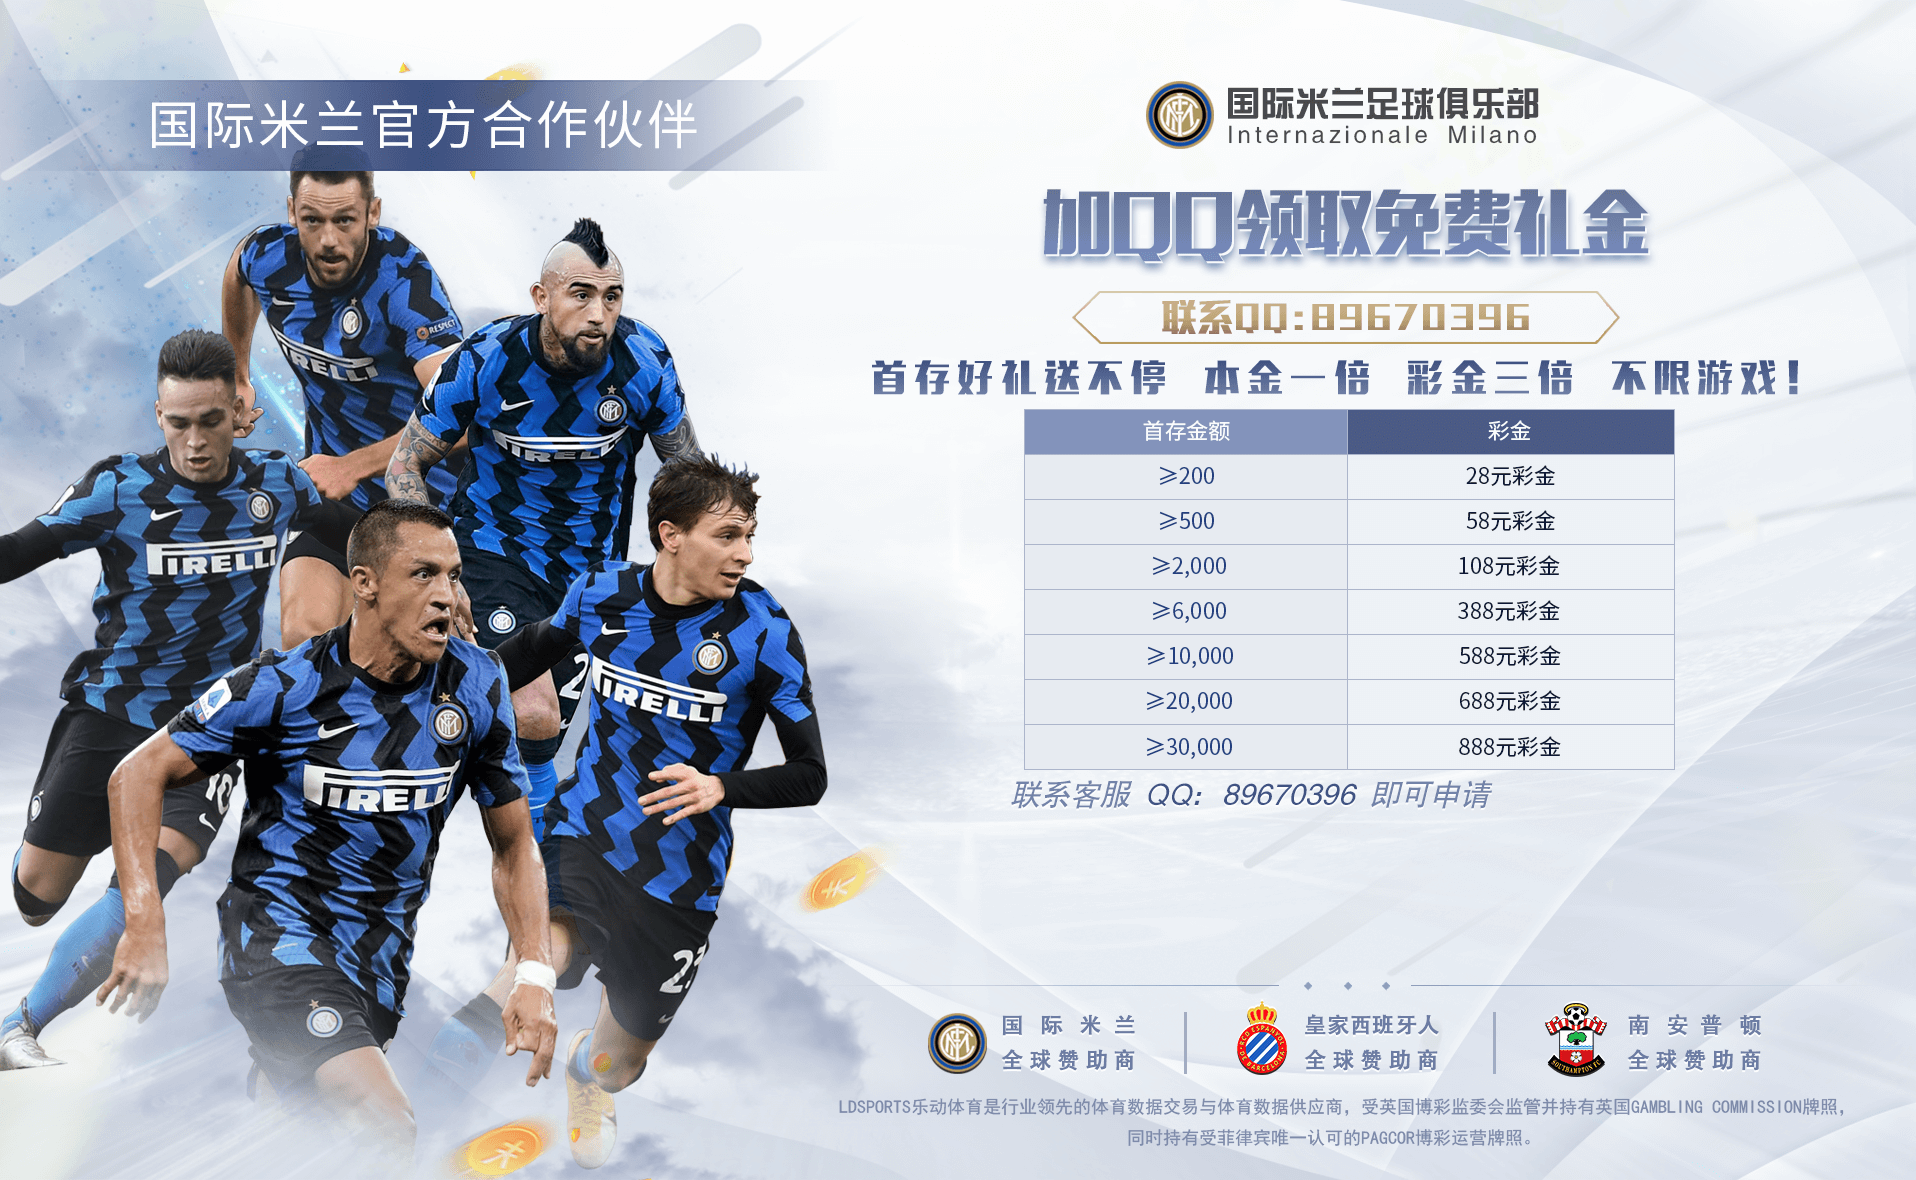 国际米兰官方合作伙伴
国际米兰足球俱乐部
Internazionale Milano
加QQ领取免费礼金
联系QQ:89670396
首存好礼送不停 本金一倍 彩金三倍 不限游戏!
首存金额 彩金
≥200 28元彩金
≥500 58元彩金
≥2,000 108元彩金
≥6,000 388元彩金
≥10,000 588元彩金
≥20,000 688元彩金
≥30,000 888元彩金
联系客服 QQ: 89670396 即可申请
RESPECT
PIRELLI
PIRELLI
PIRELLI
PIRELLI
PIRELLI
10
2
23
国际米兰
全球赞助商
皇家西班牙人
全球赞助商
南安普顿
全球赞助商
SOUTHAMPTON FC
LDSPORTS乐动体育是行业领先的体育数据交易与体育数据供应商，受英国博彩监委会监管并持有英国GAMBLING COMMISSION牌照，
同时持有受菲律宾唯一认可的PAGCOR博彩运营牌照。